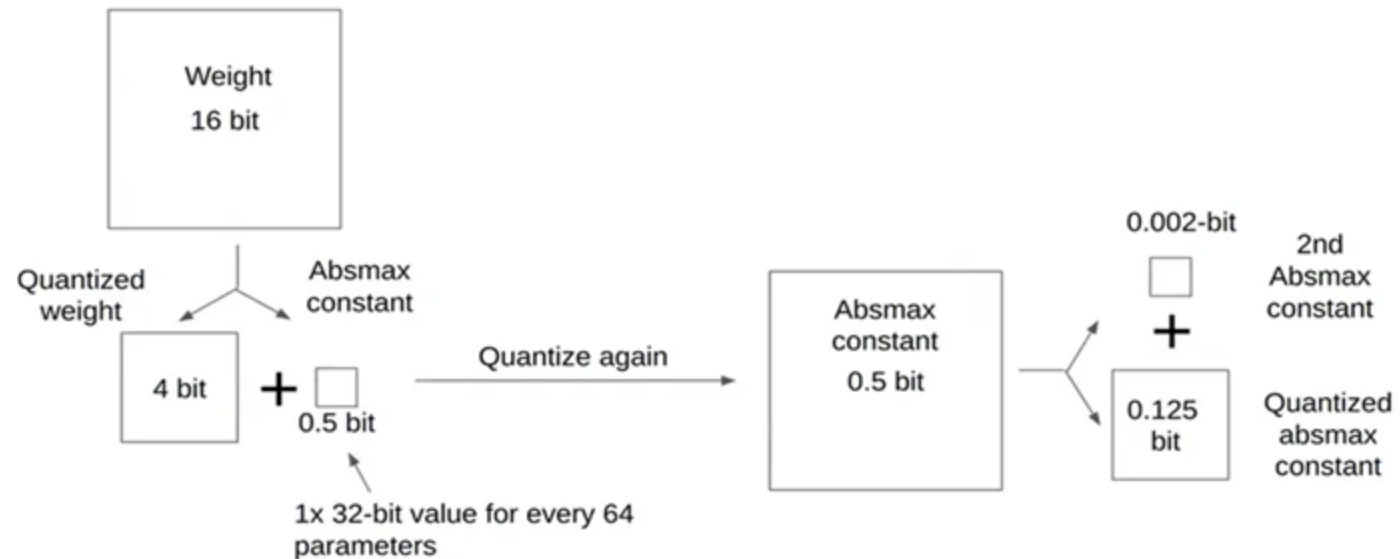 Weight
16 bit
Quantized
weight
Absmax
constant
4 bit
+
0.5 bit
1x 32-bit value for every 64
parameters
Quantize again
Absmax
constant
0.5 bit
0.002-bit
2nd
Absmax
constant
+
0.125
bit
Quantized
absmax
constant